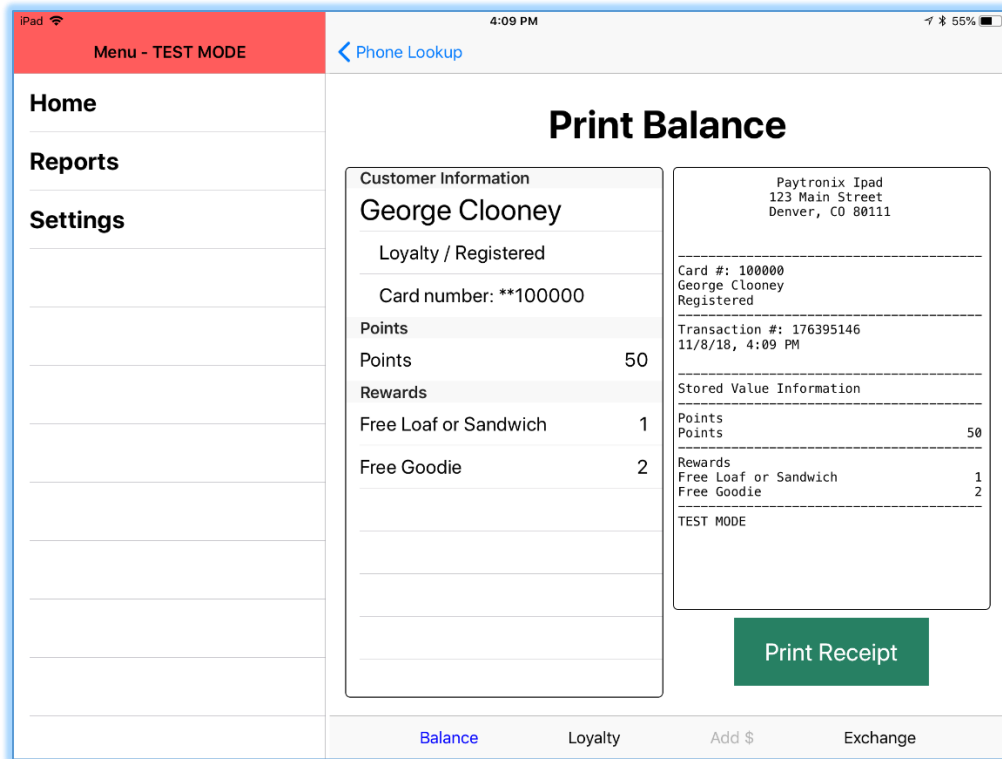 iPad
4:09 PM
55%
Menu - TEST MODE
Phone Lookup
Home
Reports
Settings
Print Balance
Customer Information
George Clooney
Loyalty / Registered
Card number: **100000
Points
Points 50
Rewards
Free Loaf or Sandwich 1
Free Goodie 2
Paytronix Ipad
123 Main Street
Denver, CO 80111
----------------------------------------
Card #: 100000
George Clooney
Registered
----------------------------------------
Transaction #: 176395146
11/8/18, 4:09 PM
----------------------------------------
Stored Value Information
----------------------------------------
Points
Points 50
----------------------------------------
Rewards
Free Loaf or Sandwich 1
Free Goodie 2
----------------------------------------
TEST MODE
Print Receipt
Balance
Loyalty
Add $
Exchange